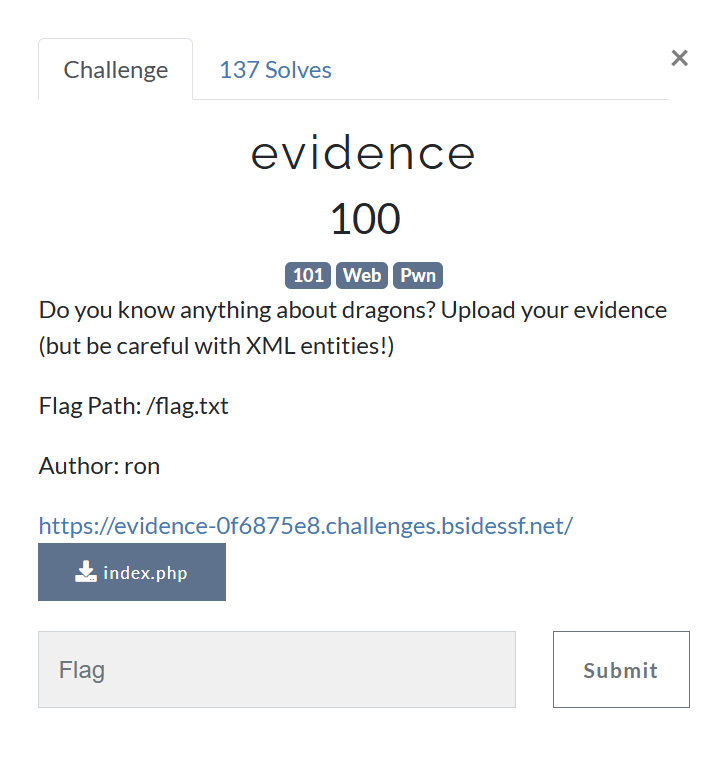 Challenge
137 Solves
×
evidence
100
101 Web Pwn
Do you know anything about dragons? Upload your evidence
(but be careful with XML entities!)
Flag Path: /flag.txt
Author: ron
https://evidence-0f6875e8.challenges.bsidessf.net/
index.php
Flag
Submit